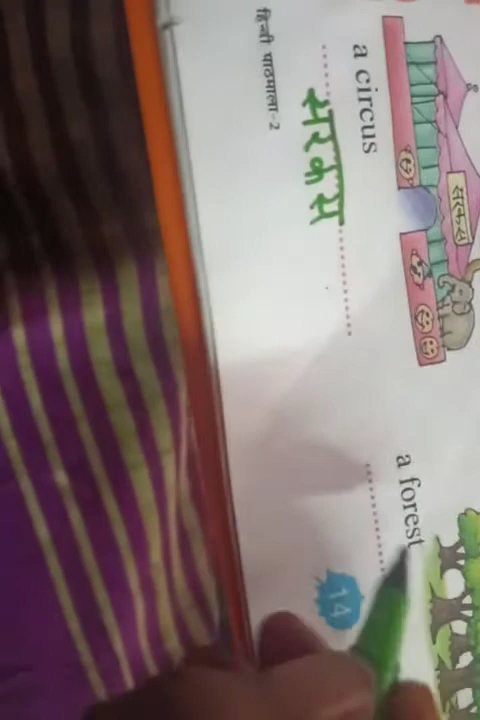 सरकस
a circus
सरकस
a forest
हिन्दी पाठमाला-2
14